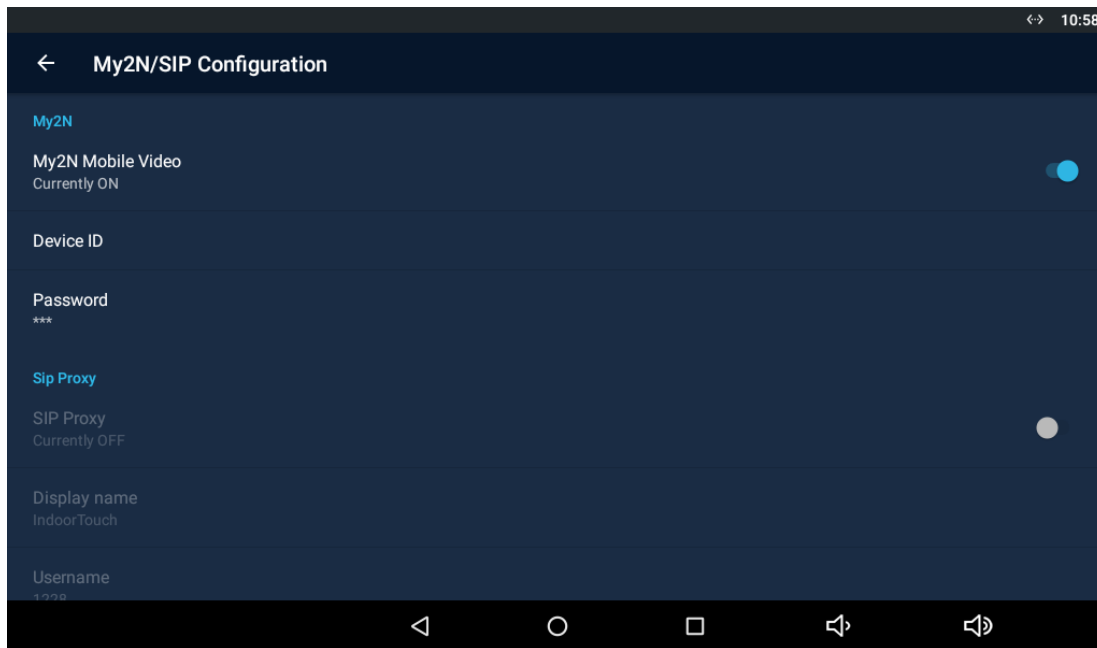 10:58
My2N/SIP Configuration
My2N
My2N Mobile Video
Currently ON
Device ID
Password
***
Sip Proxy
SIP Proxy
Currently OFF
Display name
IndoorTouch
Username
1228